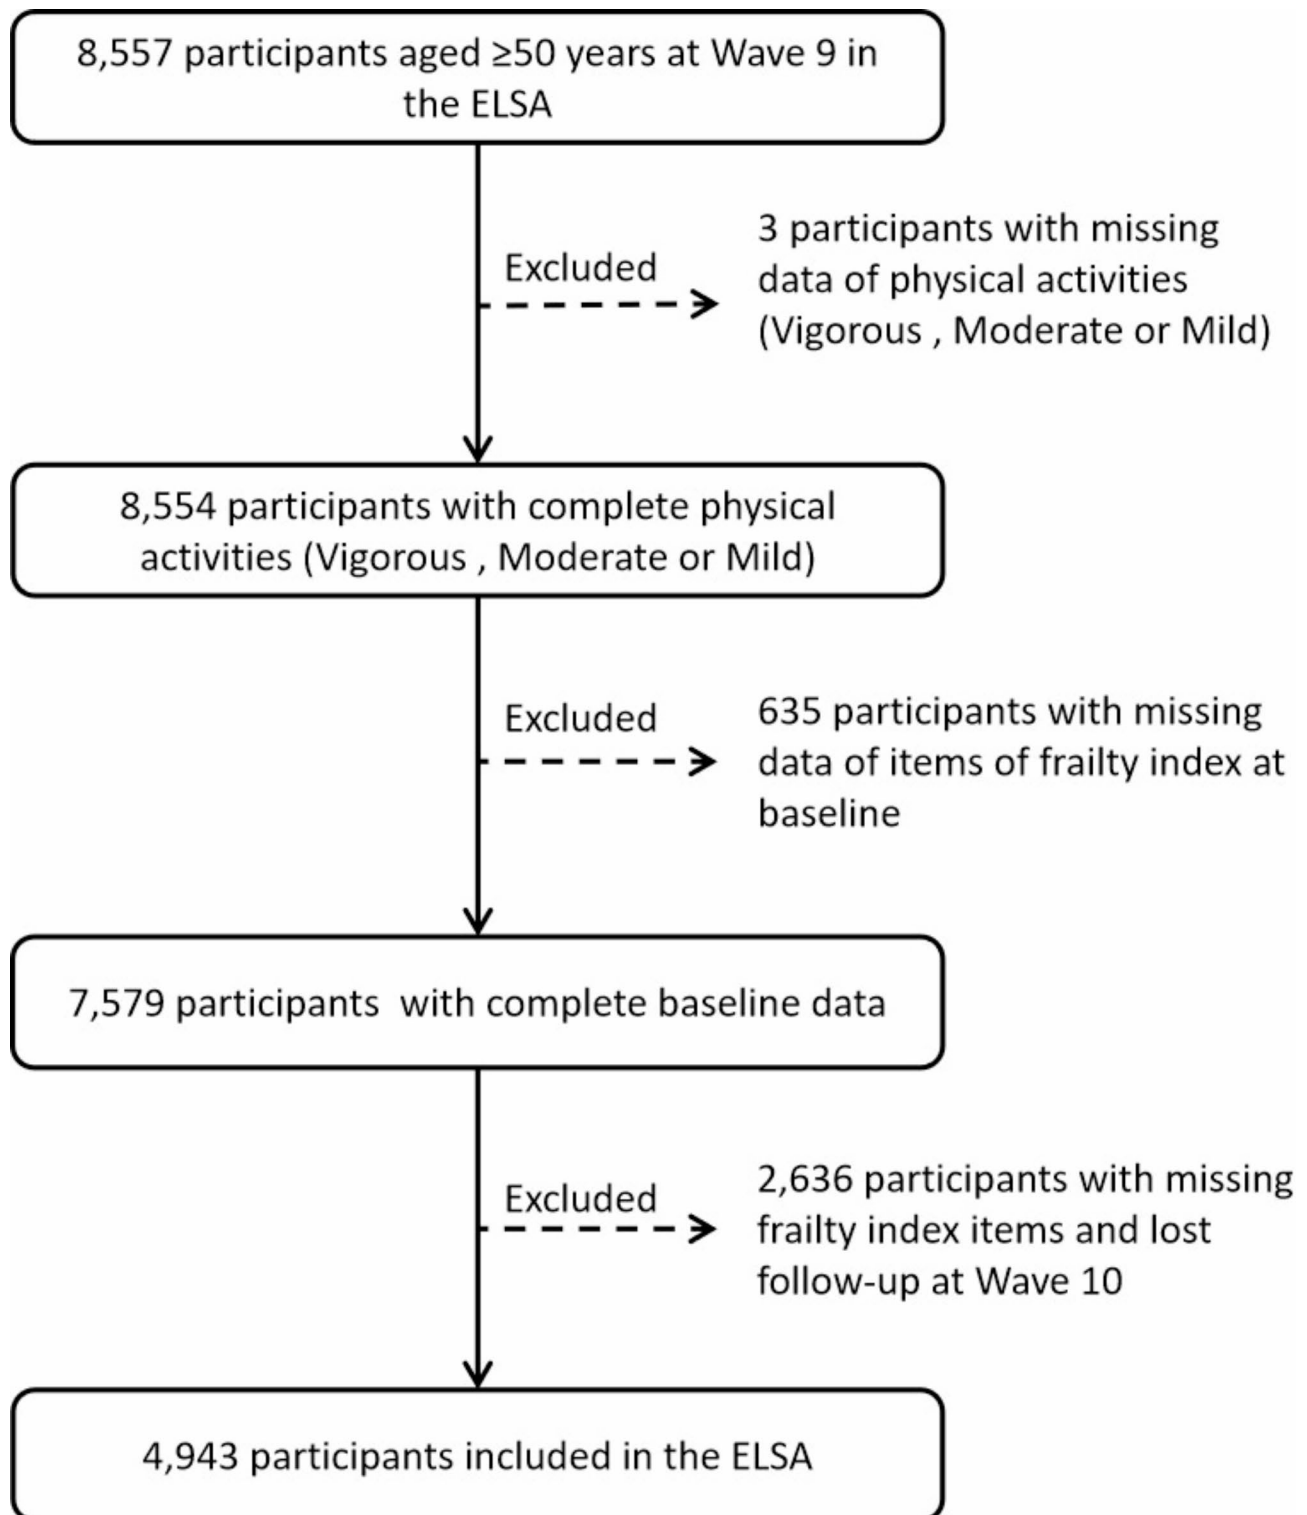 8,557 participants aged ≥50 years at Wave 9 in
the ELSA
Excluded
3 participants with missing
data of physical activities
(Vigorous , Moderate or Mild)
8,554 participants with complete physical
activities (Vigorous , Moderate or Mild)
Excluded
635 participants with missing
data of items of frailty index at
baseline
7,579 participants  with complete baseline data
Excluded
2,636 participants with missing
frailty index items and lost
follow-up at Wave 10
4,943 participants included in the ELSA